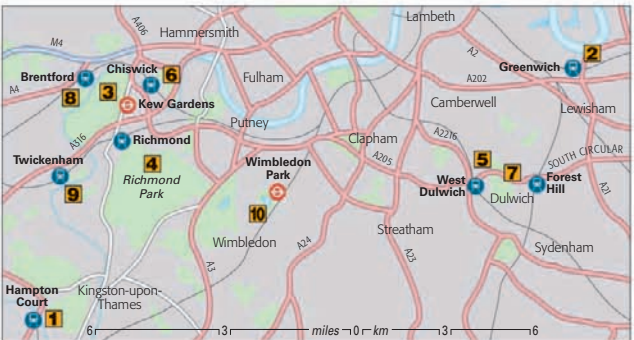 Lambeth
A406
Hammersmith
M4
A2
Greenwich
2
Brentford
Chiswick
6
Fulham
A202
A4
8
3
Kew Gardens
Camberwell
Lewisham
Putney
A316
Richmond
Clapham
A2216
SOUTH CIRCULAR
Twickenham
4
Wimbledon
Park
A205
5
7
9
Richmond
Park
West
Dulwich
Dulwich
Forest
Hill
A21
10
Streatham
Wimbledon
A24
A23
Sydenham
A3
Hampton
Court
Kingston-upon-
Thames
1
6 3 miles 0 km 3 6